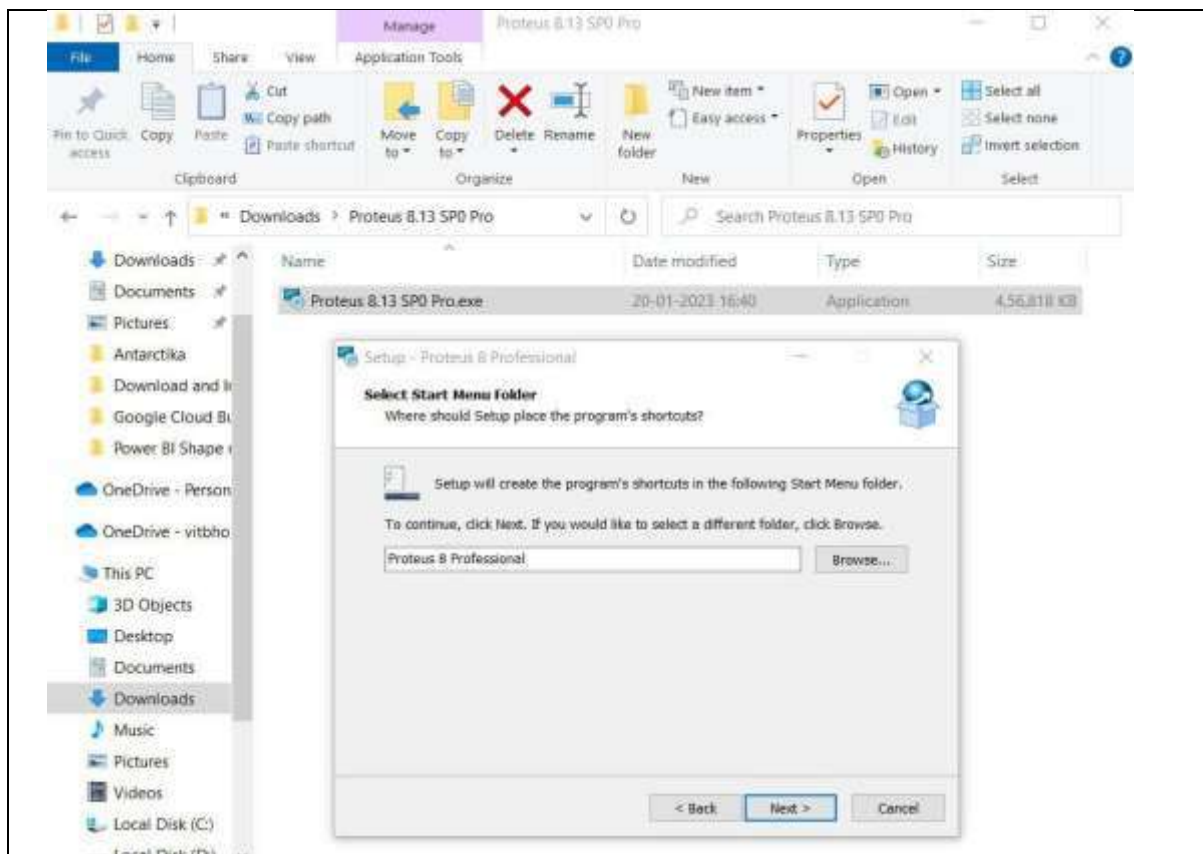 Manage
Proteus 8.13 SP0 Pro
File Home Share View Application Tools
Pin to Quick access
Copy
Paste
Cut
Copy path
Paste shortcut
Move to
Copy to
Delete
Rename
New folder
New item
Easy access
Properties
Open
Edit
History
Select all
Select none
Invert selection
Clipboard Organize New Open Select
« Downloads > Proteus 8.13 SP0 Pro
Search Proteus 8.13 SP0 Pro
Name Date modified Type Size
Proteus 8.13 SP0 Pro.exe 20-01-2023 16:40 Application 4,56,818 KB
Downloads
Documents
Pictures
Antarctika
Download and
Google Cloud
Power BI Shape
OneDrive - Person
OneDrive - vitbho
This PC
3D Objects
Desktop
Documents
Downloads
Music
Pictures
Videos
Local Disk (C:)
Setup - Proteus 8 Professional
Select Start Menu Folder
Where should Setup place the program's shortcuts?
Setup will create the program's shortcuts in the following Start Menu folder.
To continue, click Next. If you would like to select a different folder, click Browse.
Proteus 8 Professional
Browse...
< Back Next > Cancel